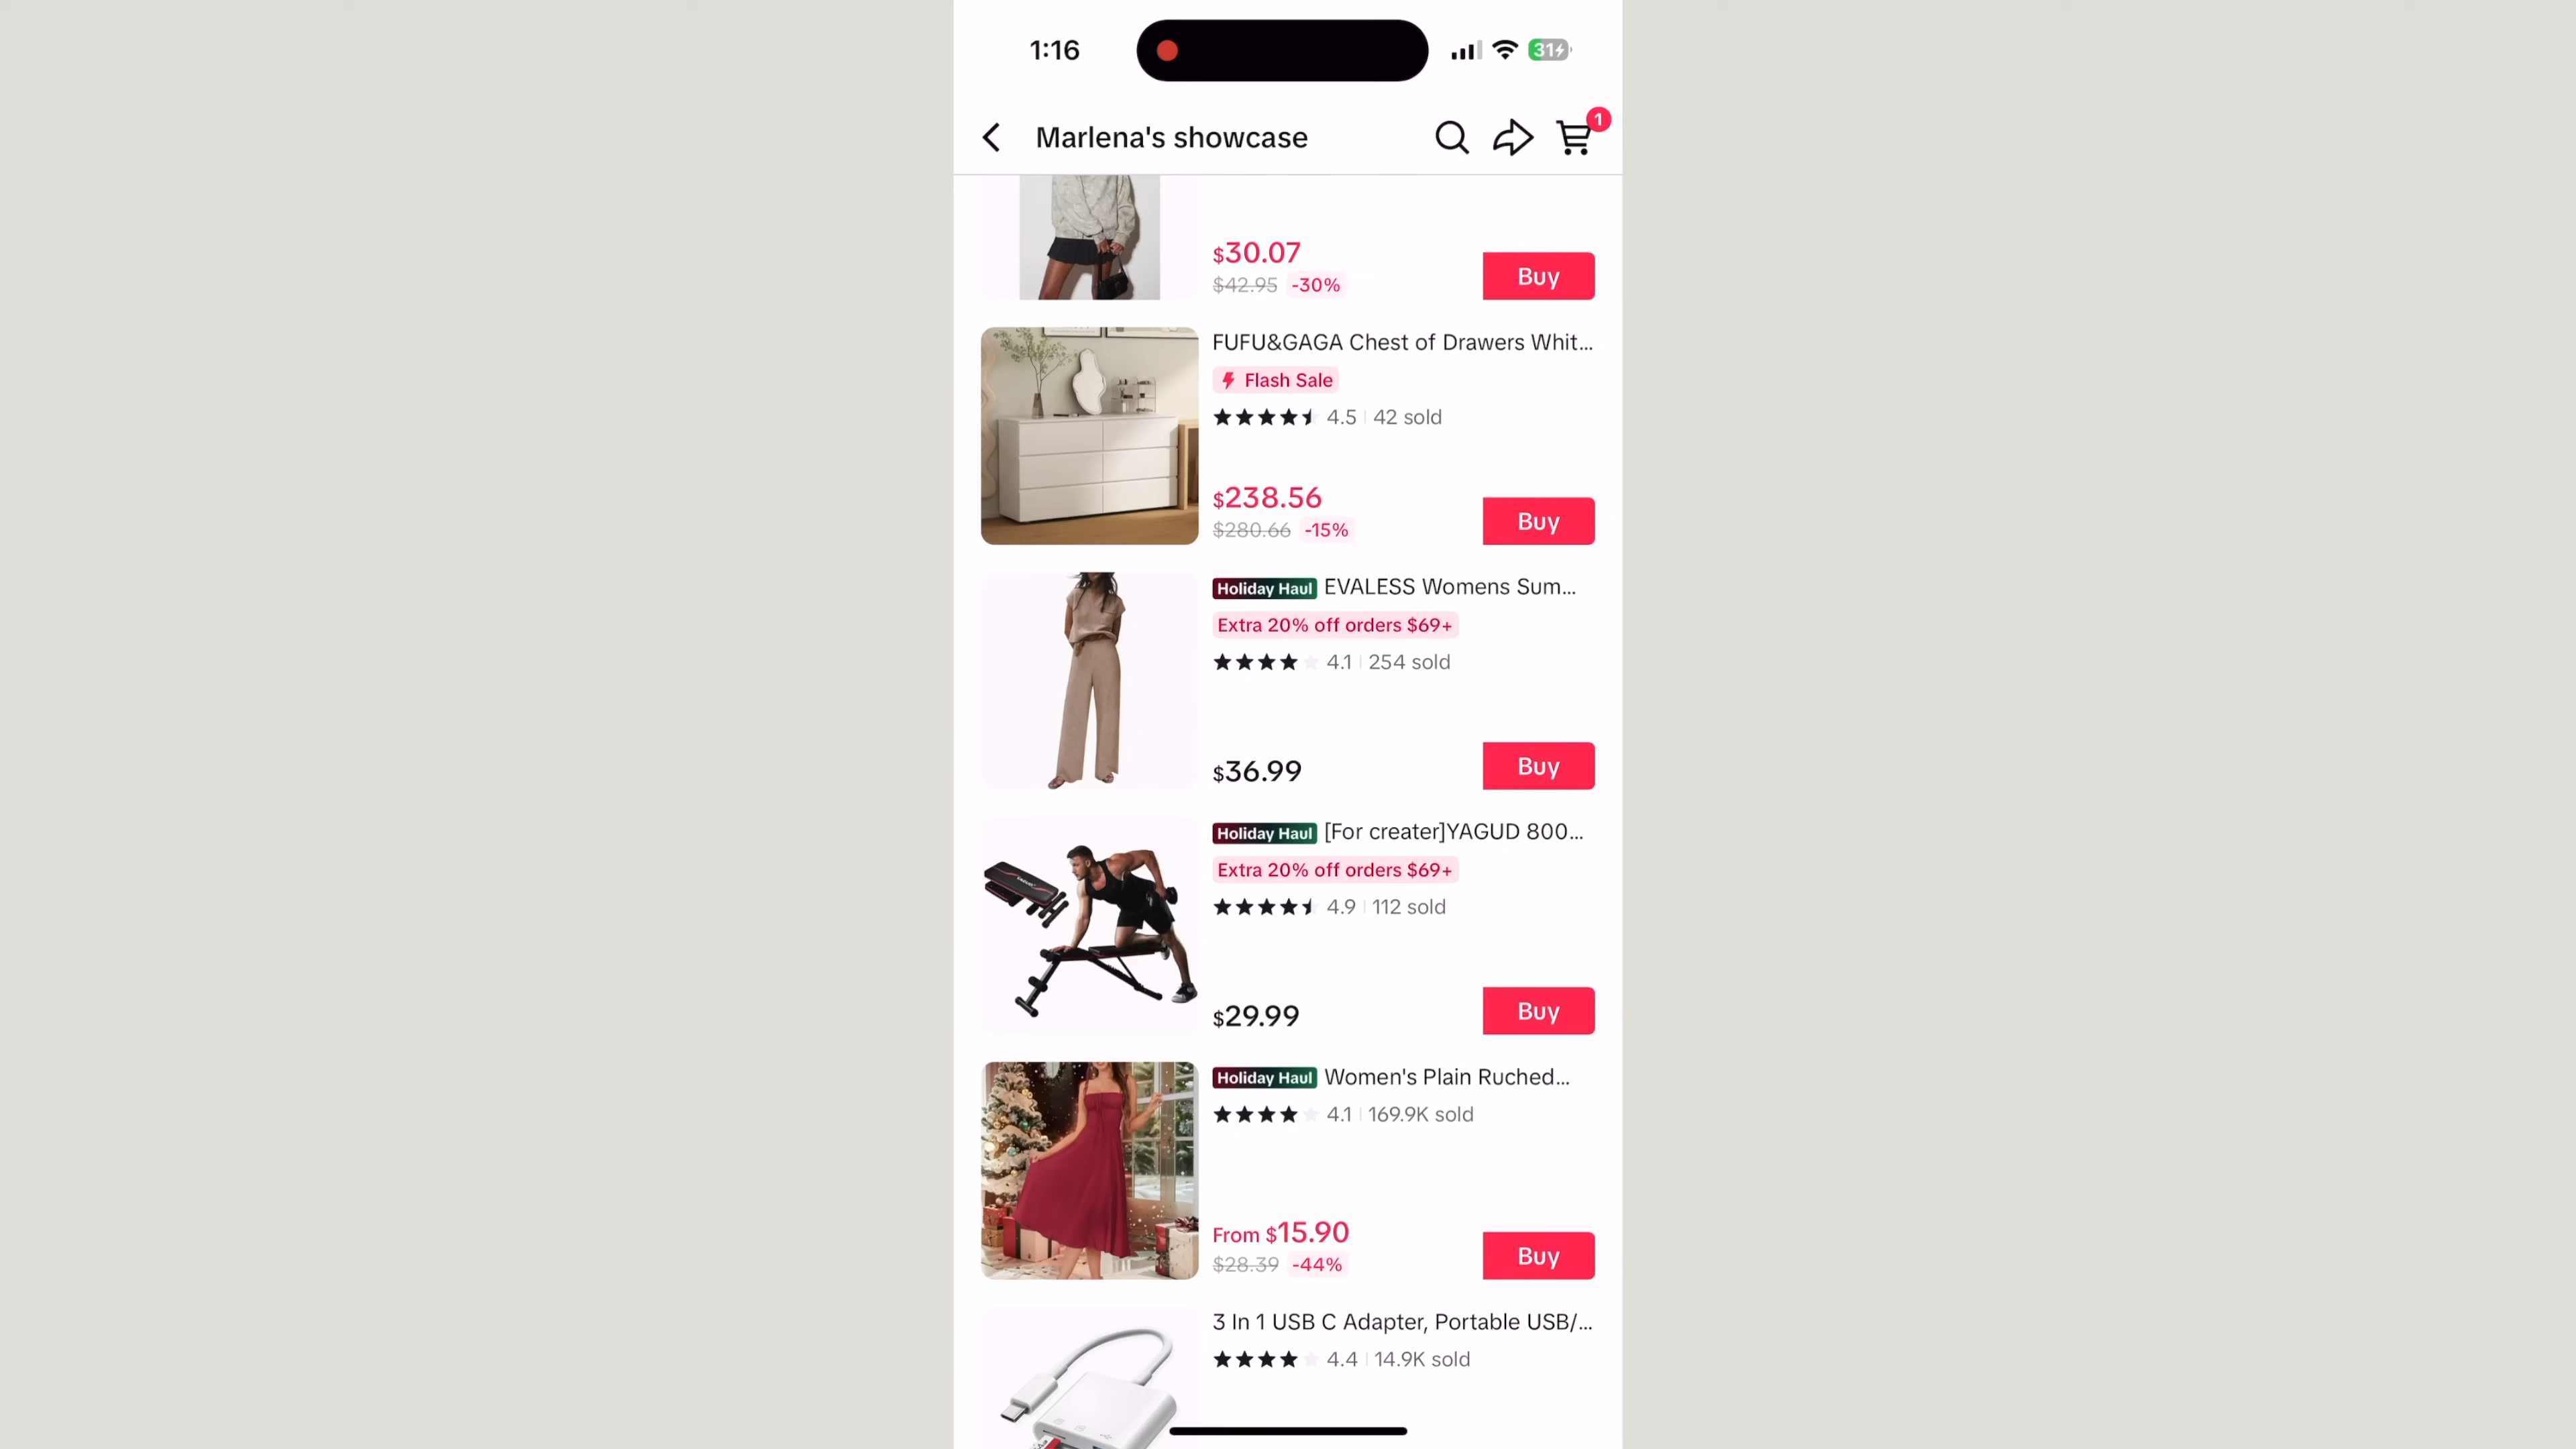 1:16
31
Marlena's showcase
1
$30.07
$42.95 -30%
Buy
FUFU&GAGA Chest of Drawers Whit...
Flash Sale
4.5 42 sold
$238.56
$280.66 -15%
Buy
Holiday Haul EVALESS Womens Sum...
Extra 20% off orders $69+
4.1 254 sold
$36.99
Buy
Holiday Haul [For creater]YAGUD 800...
Extra 20% off orders $69+
4.9 112 sold
$29.99
Buy
Holiday Haul Women's Plain Ruched...
4.1 169.9K sold
From $15.90
$28.39 -44%
Buy
3 In 1 USB C Adapter, Portable USB/...
4.4 14.9K sold